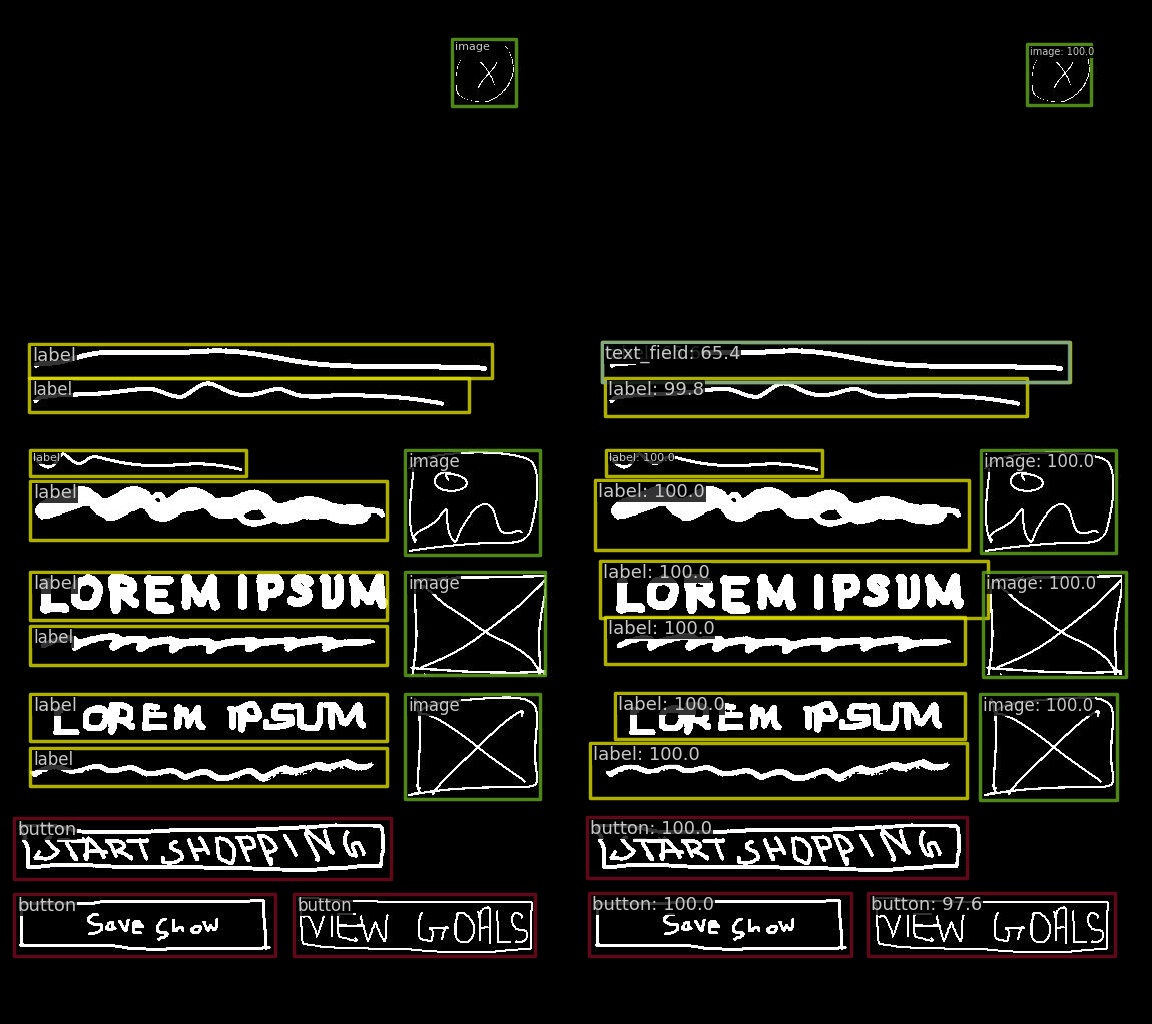 image
image: 100.0
label
text_field: 65.4
label
label: 99.8
label
label: 100.0
image
image: 100.0
label
label: 100.0
label
LOREM IPSUM
image
label: 100.0
LOREM IPSUM
image: 100.0
label
label: 100.0
label
LOREM IPSUM
image
label: 100.0
LOREM IPSUM
image: 100.0
label
label: 100.0
button
START SHOPPING
button: 100.0
START SHOPPING
button
Save Show
button
VIEW GOALS
button: 100.0
Save Show
button: 97.6
VIEW GOALS